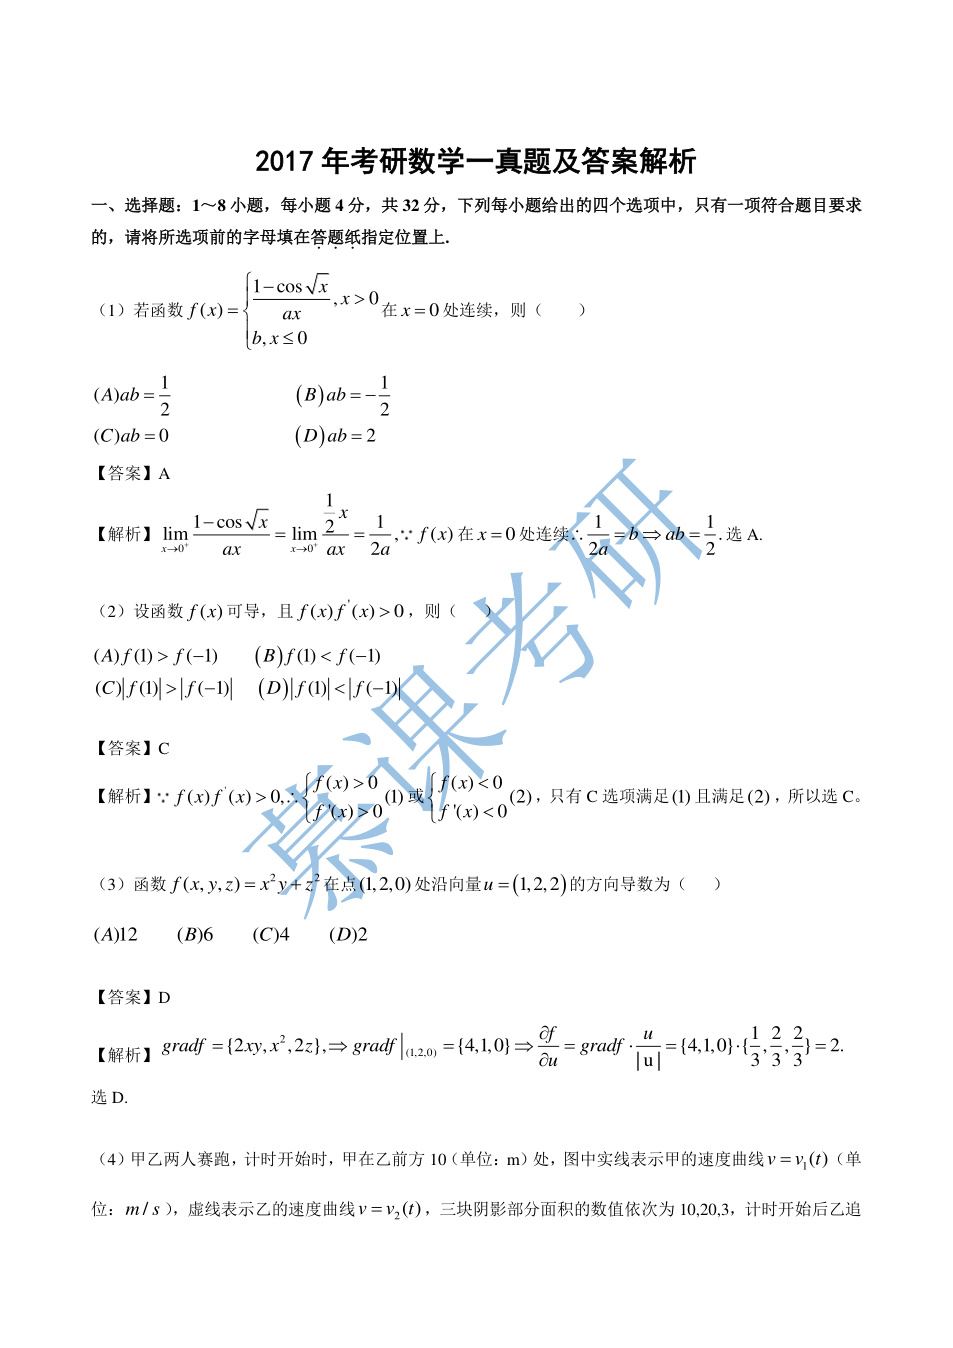 2017 年考研数学一真题及答案解析
一、选择题：1～8 小题，每小题 4 分，共 32 分，下列每小题给出的四个选项中，只有一项符合题目要求
的，请将所选项前的字母填在答题纸指定位置上.
（1）若函数 f(x) = { (1−cos√x)/(ax), x > 0; b, x ≤ 0 在 x = 0 处连续，则（　　）
(A)ab = 1/2　　(B)ab = −1/2
(C)ab = 0　　(D)ab = 2
【答案】A
【解析】lim_{x→0⁺} (1−cos√x)/(ax) = lim_{x→0⁺} (1/2 x)/(ax) = 1/(2a), ∵ f(x) 在 x = 0 处连续 ∴ 1/(2a) = b ⇒ ab = 1/2. 选 A.
（2）设函数 f(x) 可导，且 f(x)f'(x) > 0，则（　　）
(A) f(1) > f(−1)　　(B) f(1) < f(−1)
(C) |f(1)| > |f(−1)|　　(D) |f(1)| < |f(−1)|
【答案】C
【解析】∵ f(x)f'(x) > 0, ∴ { f(x) > 0; f'(x) > 0 (1) 或 { f(x) < 0; f'(x) < 0 (2)，只有 C 选项满足(1) 且满足(2)，所以选 C。
（3）函数 f(x, y, z) = x²y + z² 在点(1,2,0) 处沿向量 u = (1,2,2) 的方向导数为（　　）
(A)12　　(B)6　　(C)4　　(D)2
【答案】D
【解析】gradf = {2xy, x², 2z}, ⇒ gradf|(1,2,0) = {4,1,0} ⇒ ∂f/∂u = gradf · u/|u| = {4,1,0} · {1/3, 2/3, 2/3} = 2.
选 D.
（4）甲乙两人赛跑，计时开始时，甲在乙前方 10（单位：m）处，图中实线表示甲的速度曲线 v = v₁(t)（单
位：m / s），虚线表示乙的速度曲线 v = v₂(t)，三块阴影部分面积的数值依次为 10,20,3，计时开始后乙追
慕课考研